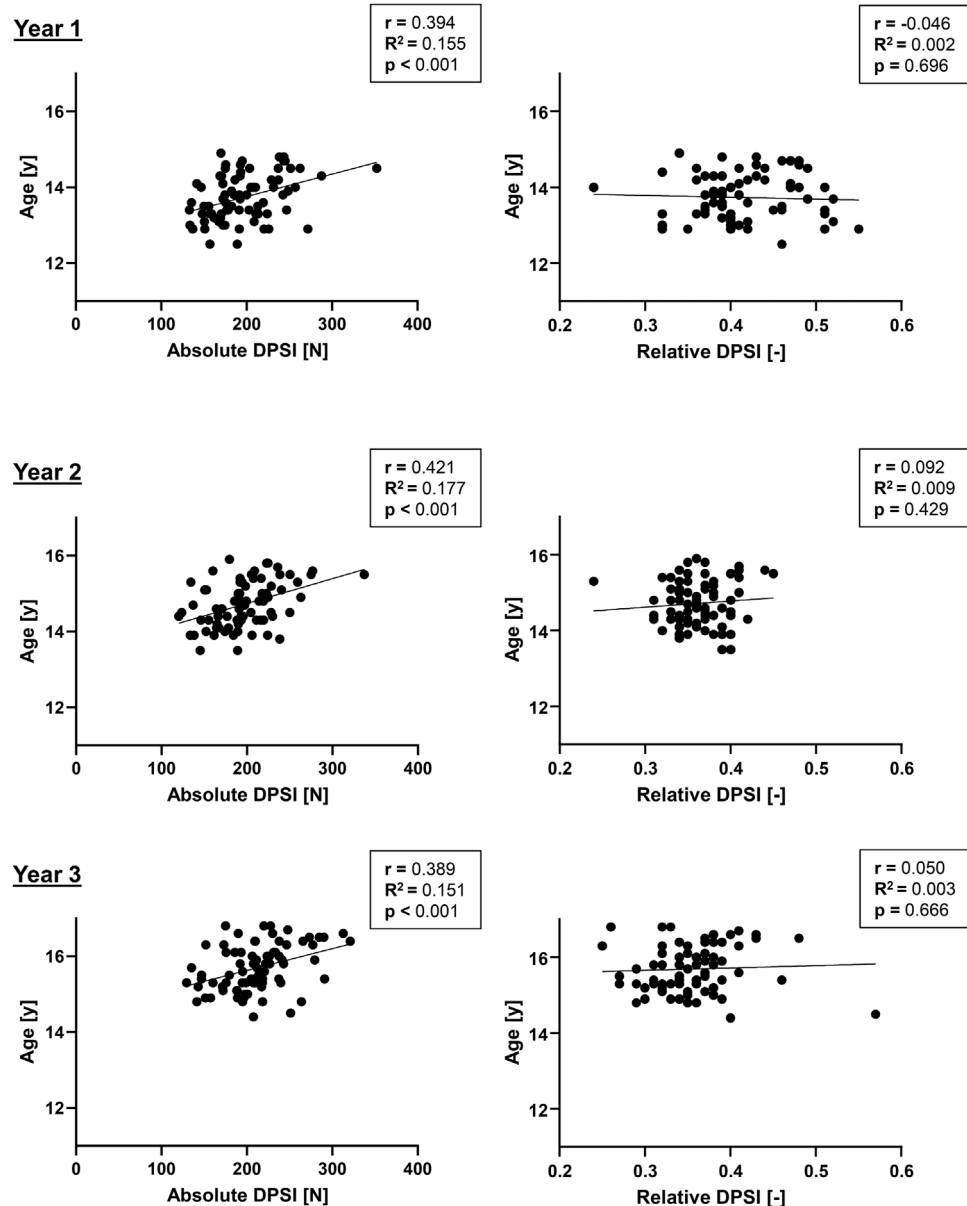 Year 1
r = 0.394
R² = 0.155
p < 0.001
Age [y]
16
14
12
0 100 200 300 400
Absolute DPSI [N]
r = -0.046
R² = 0.002
p = 0.696
Age [y]
16
14
12
0.2 0.3 0.4 0.5 0.6
Relative DPSI [-]
Year 2
r = 0.421
R² = 0.177
p < 0.001
Age [y]
16
14
12
0 100 200 300 400
Absolute DPSI [N]
r = 0.092
R² = 0.009
p = 0.429
Age [y]
16
14
12
0.2 0.3 0.4 0.5 0.6
Relative DPSI [-]
Year 3
r = 0.389
R² = 0.151
p < 0.001
Age [y]
16
14
12
0 100 200 300 400
Absolute DPSI [N]
r = 0.050
R² = 0.003
p = 0.666
Age [y]
16
14
12
0.2 0.3 0.4 0.5 0.6
Relative DPSI [-]